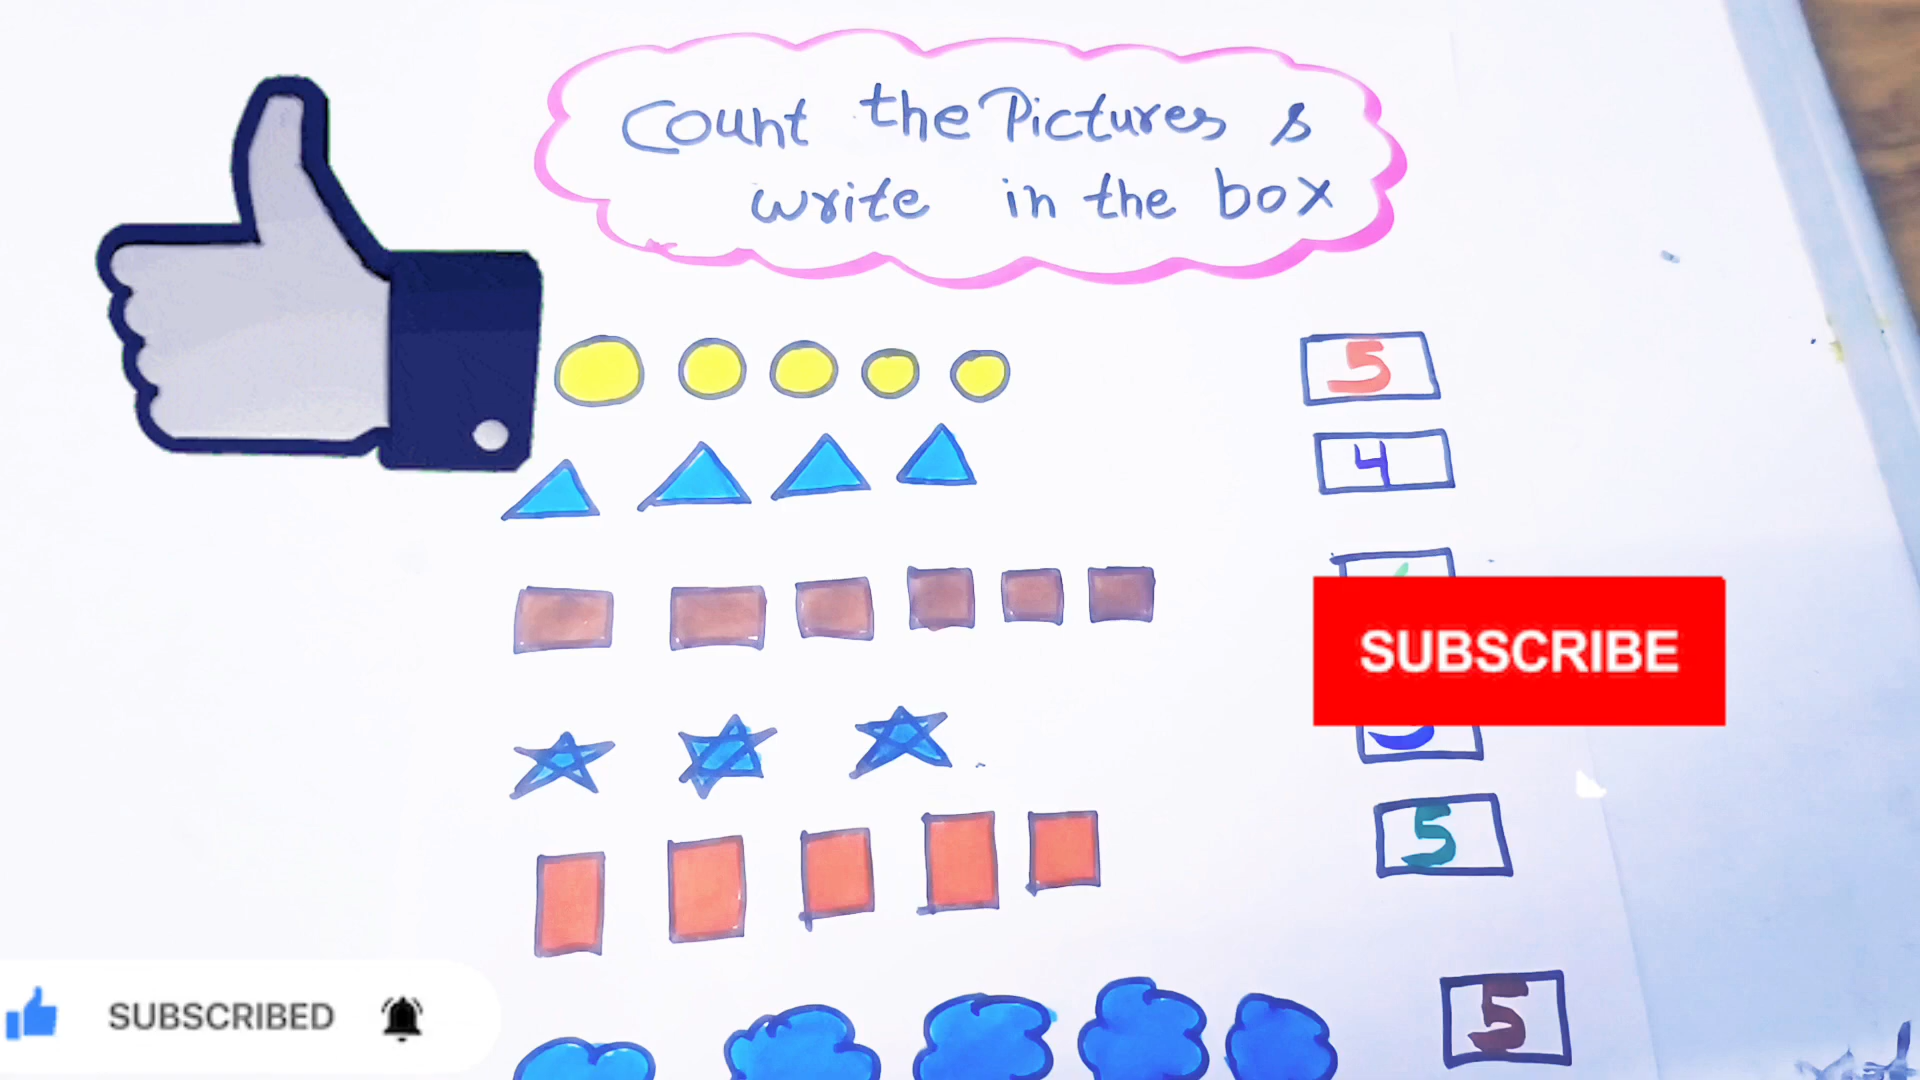 Count the Pictures &
write in the box
5
4
SUBSCRIBE
5
SUBSCRIBED
5